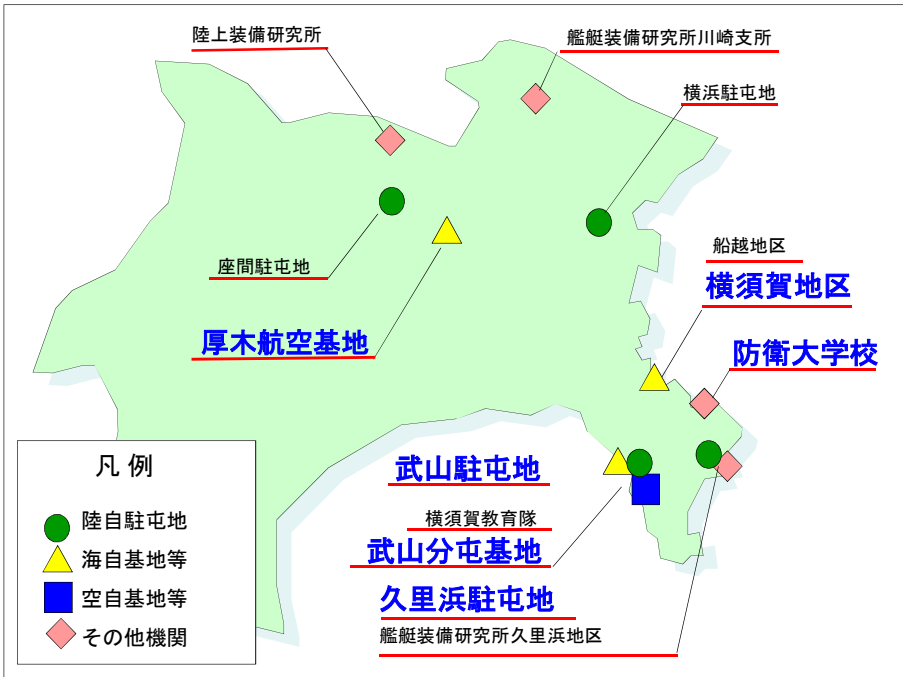 陸上装備研究所
艦艇装備研究所川崎支所
横浜駐屯地
船越地区
座間駐屯地
横須賀地区
厚木航空基地
防衛大学校
武山駐屯地
横須賀教育隊
武山分屯基地
久里浜駐屯地
艦艇装備研究所久里浜地区
凡例
陸自駐屯地
海自基地等
空自基地等
その他機関